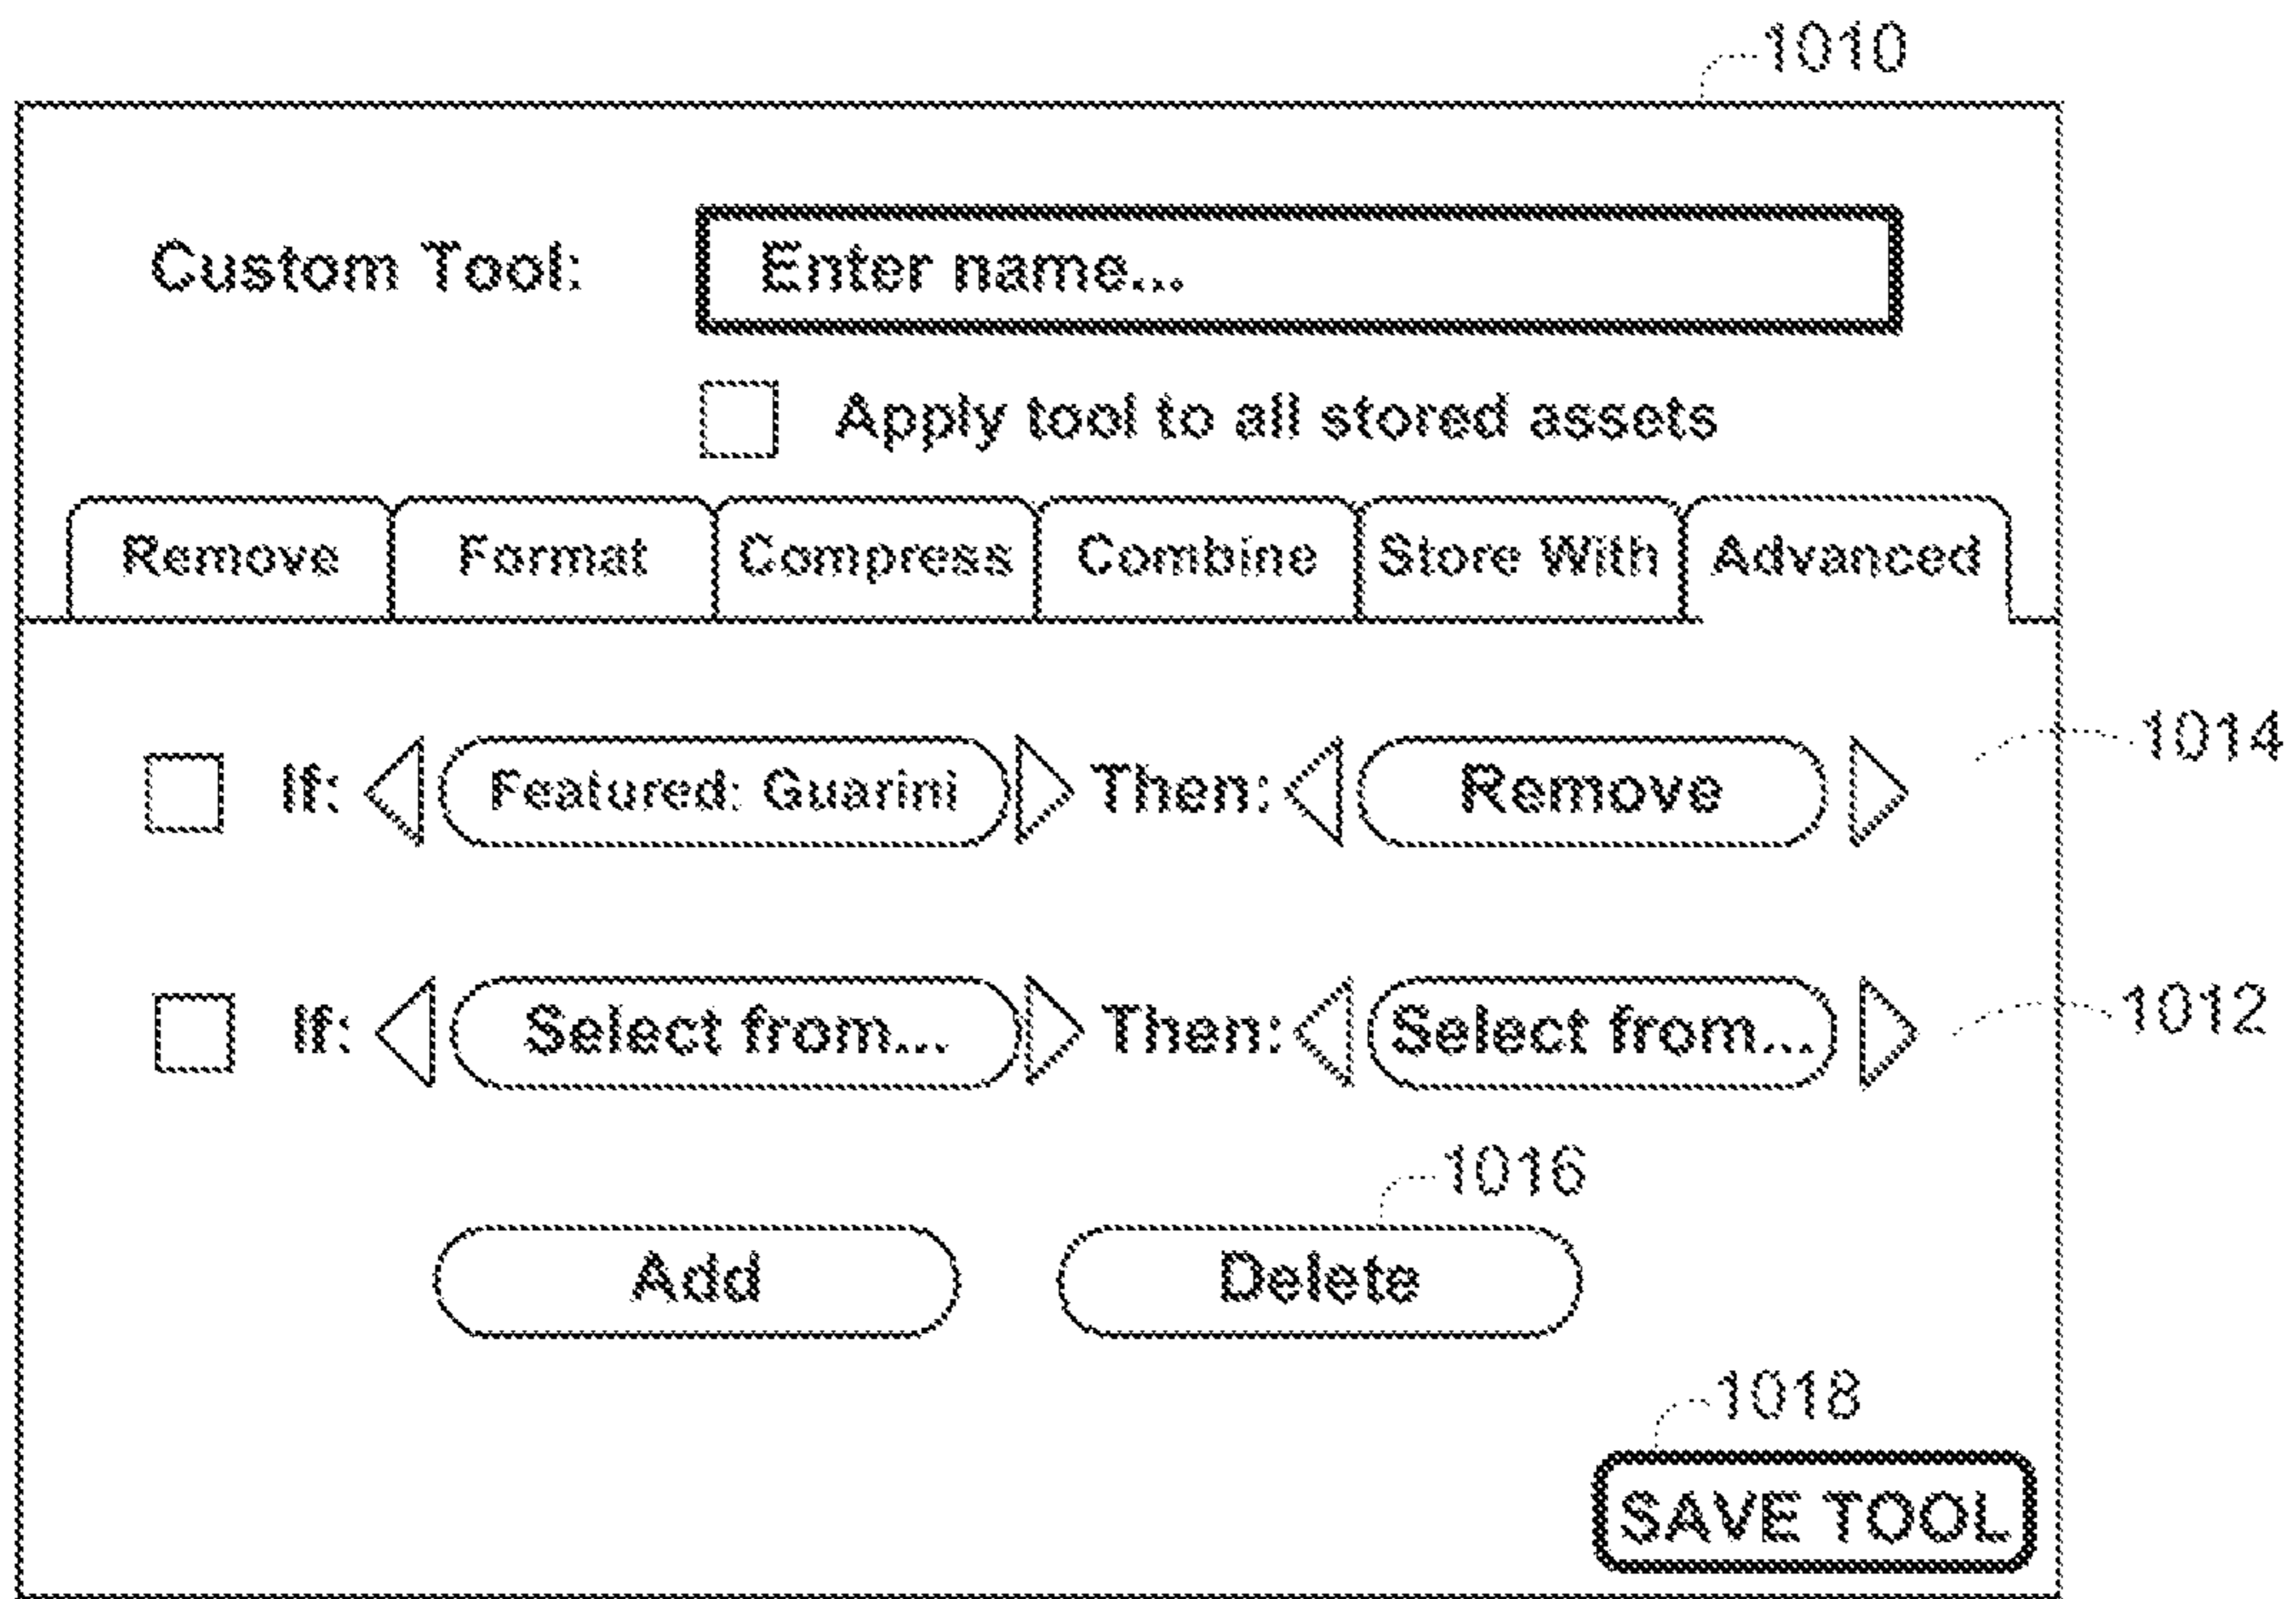 1010
Custom Tool: Enter name...
Apply tool to all stored assets
Remove Format Compress Combine Store With Advanced
If: Featured: Guarini Then: Remove 1014
If: Select from... Then: Select from... 1012
1016
Add Delete
1018
SAVE TOOL